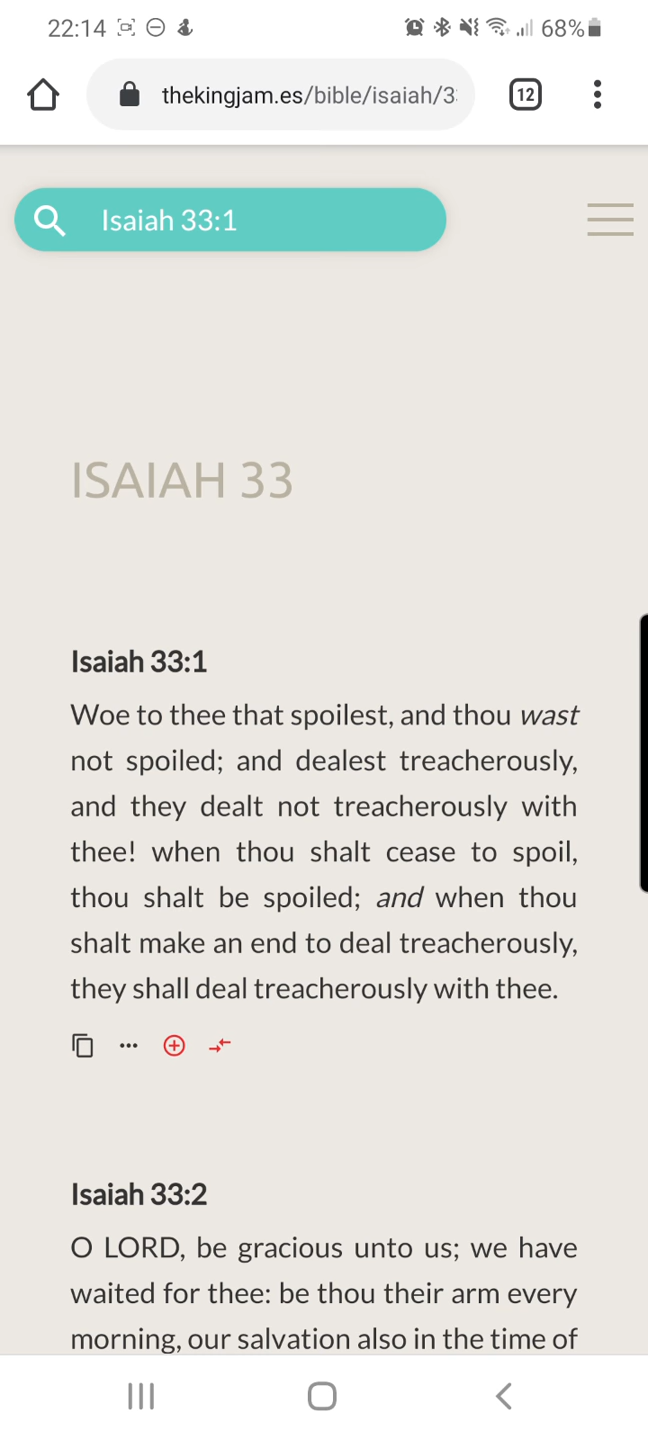 22:14
68%
thekingjam.es/bible/isaiah/3
12
Isaiah 33:1
ISAIAH 33
Isaiah 33:1
Woe to thee that spoilest, and thou wast
not spoiled; and dealest treacherously,
and they dealt not treacherously with
thee! when thou shalt cease to spoil,
thou shalt be spoiled; and when thou
shalt make an end to deal treacherously,
they shall deal treacherously with thee.
Isaiah 33:2
O LORD, be gracious unto us; we have
waited for thee: be thou their arm every
morning, our salvation also in the time of